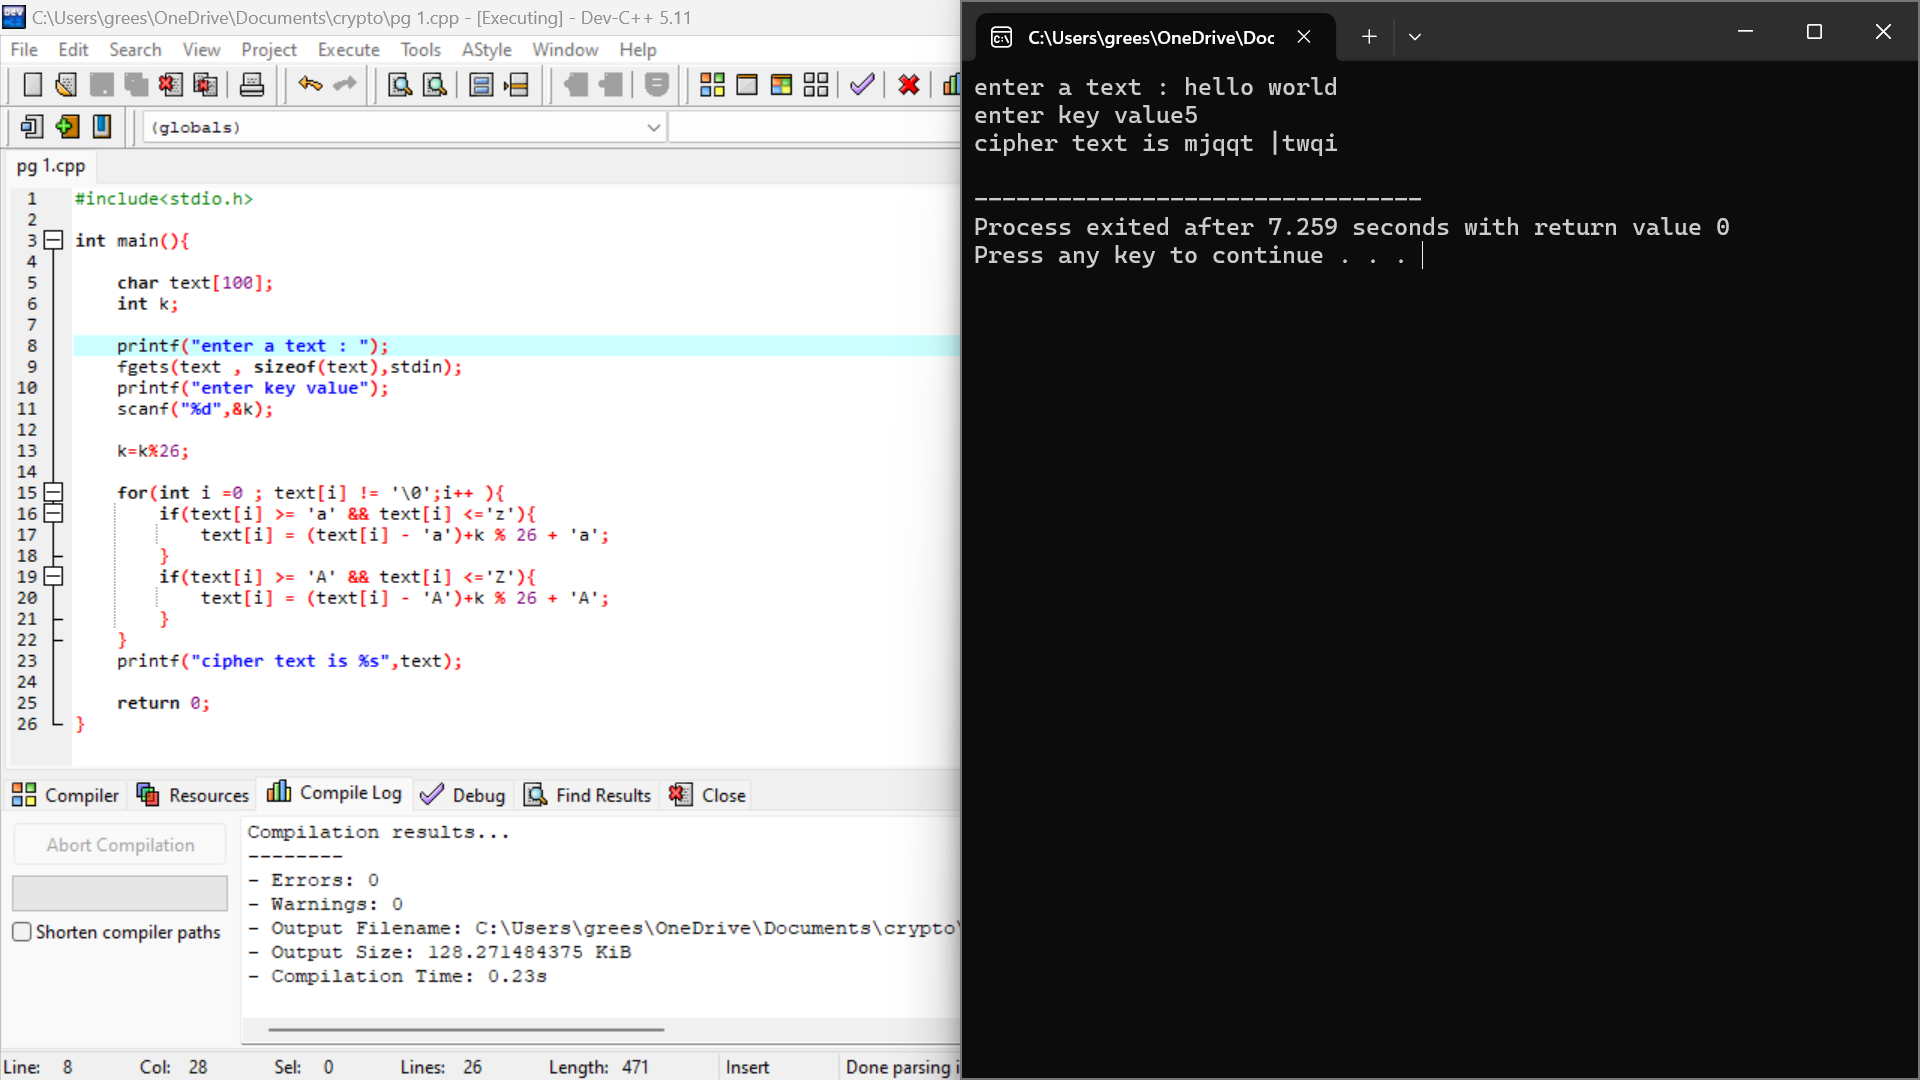 C:\Users\grees\OneDrive\Documents\crypto\pg 1.cpp - [Executing] - Dev-C++ 5.11
File Edit Search View Project Execute Tools AStyle Window Help
(globals)
pg 1.cpp
1 #include<stdio.h>
2
3 int main(){
4
5 char text[100];
6 int k;
7
8 printf("enter a text : ");
9 fgets(text , sizeof(text),stdin);
10 printf("enter key value");
11 scanf("%d",&k);
12
13 k=k%26;
14
15 for(int i =0 ; text[i] != '\0';i++ ){
16 if(text[i] >= 'a' && text[i] <='z'){
17 text[i] = (text[i] - 'a')+k % 26 + 'a';
18 }
19 if(text[i] >= 'A' && text[i] <='Z'){
20 text[i] = (text[i] - 'A')+k % 26 + 'A';
21 }
22 }
23 printf("cipher text is %s",text);
24
25 return 0;
26 }
Compiler Resources Compile Log Debug Find Results Close
Abort Compilation
Shorten compiler paths
Compilation results...
--------
- Errors: 0
- Warnings: 0
- Output Filename: C:\Users\grees\OneDrive\Documents\crypto\
- Output Size: 128.271484375 KiB
- Compilation Time: 0.23s
Line: 8 Col: 28 Sel: 0 Lines: 26 Length: 471 Insert Done parsing i
C:\Users\grees\OneDrive\Doc
enter a text : hello world
enter key value5
cipher text is mjqqt |twqi
--------------------------------
Process exited after 7.259 seconds with return value 0
Press any key to continue . . .